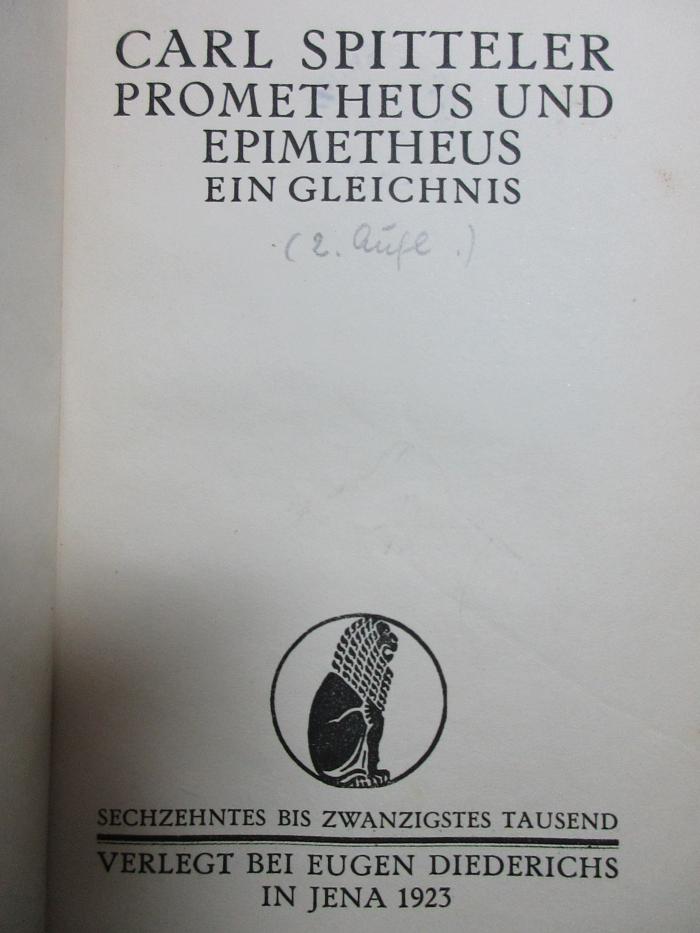 CARL SPITTELER
PROMETHEUS UND
EPIMETHEUS
EIN GLEICHNIS
(2. Aufl.)
SECHZEHNTES BIS ZWANZIGSTES TAUSEND
VERLEGT BEI EUGEN DIEDERICHS
IN JENA 1923